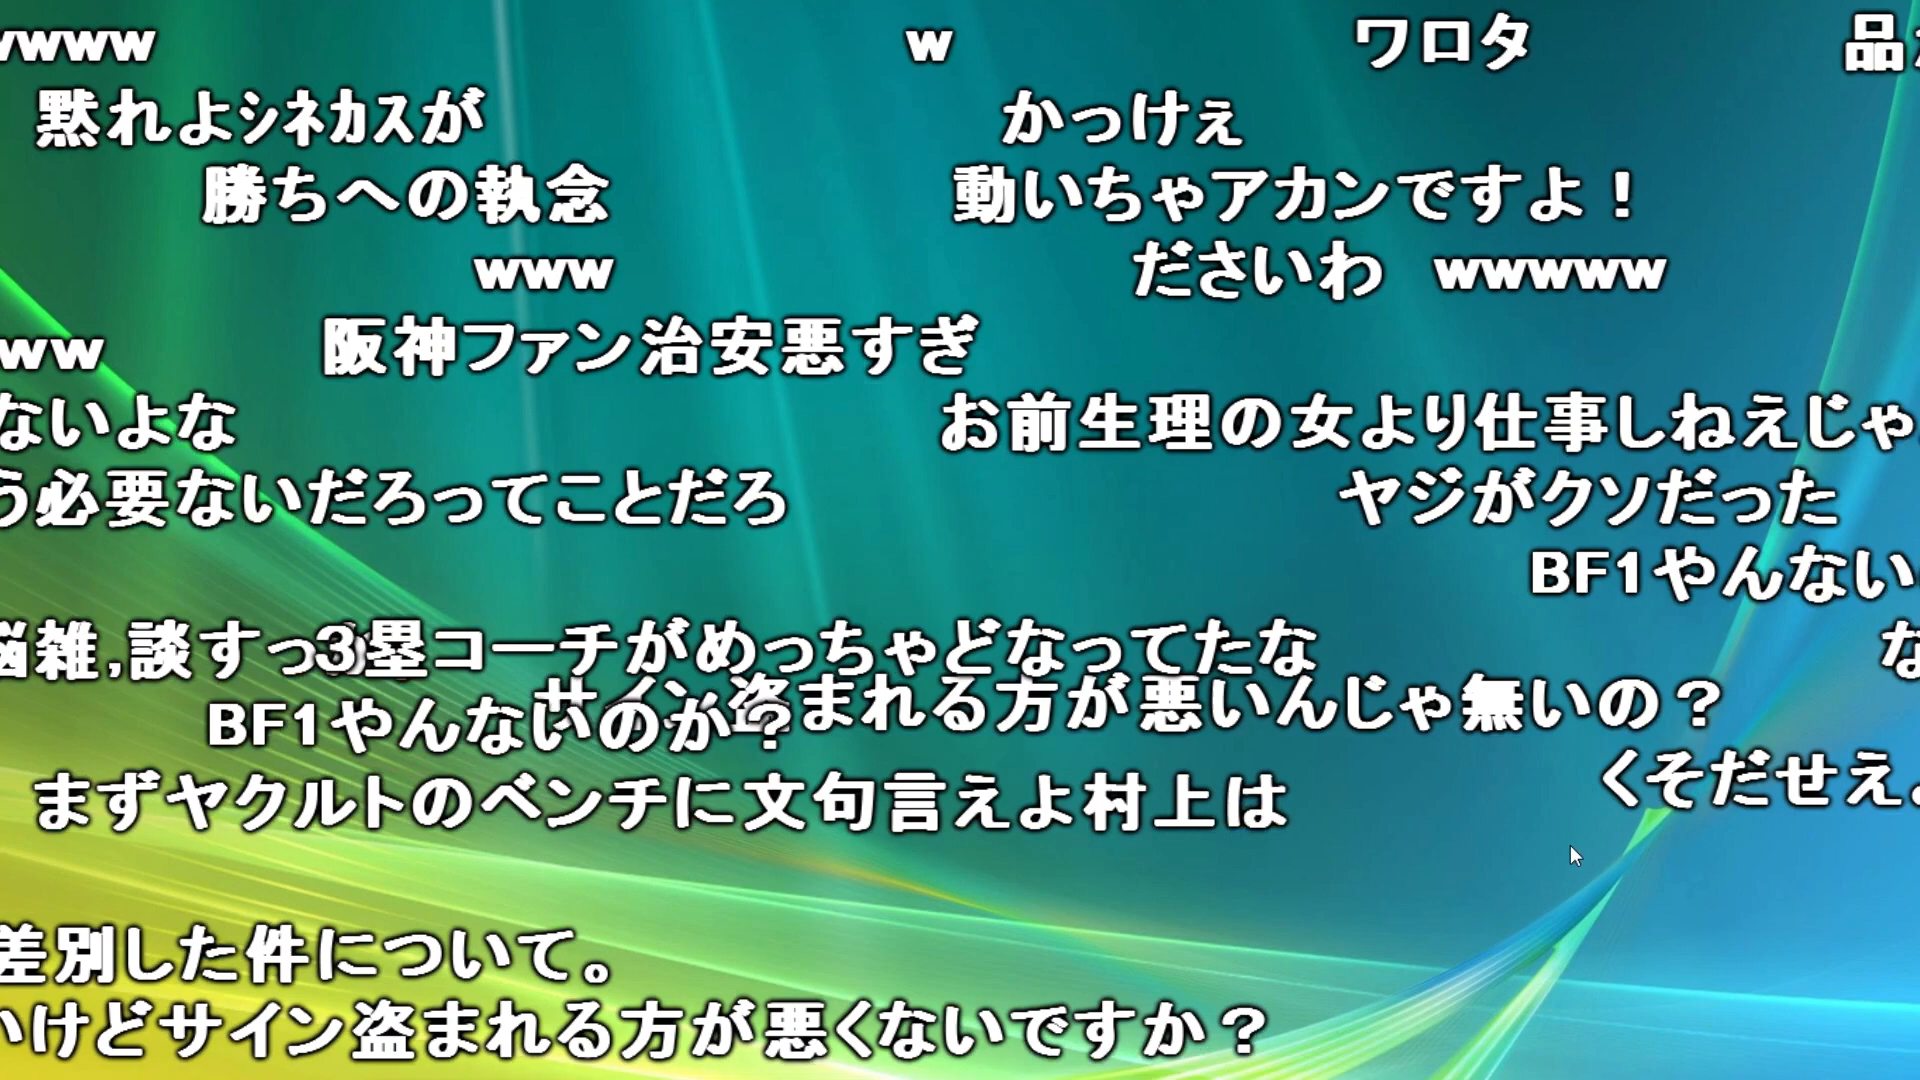 wwww w ワロタ 品
黙れよｼﾈｶｽが かっけぇ
勝ちへの執念 動いちゃアカンですよ！
www ださいわ wwwww
ww 阪神ファン治安悪すぎ
ないよな お前生理の女より仕事しねえじゃ
う必要ないだろってことだろ ヤジがクソだった
BF1やんない
脳雑,談すっ 3塁コーチがめっちゃどなってたな な
サイン盗まれる方が悪いんじゃ無いの？
BF1やんないのか？
くそだせえ
まずヤクルトのベンチに文句言えよ村上は
差別した件について。
いけどサイン盗まれる方が悪くないですか？